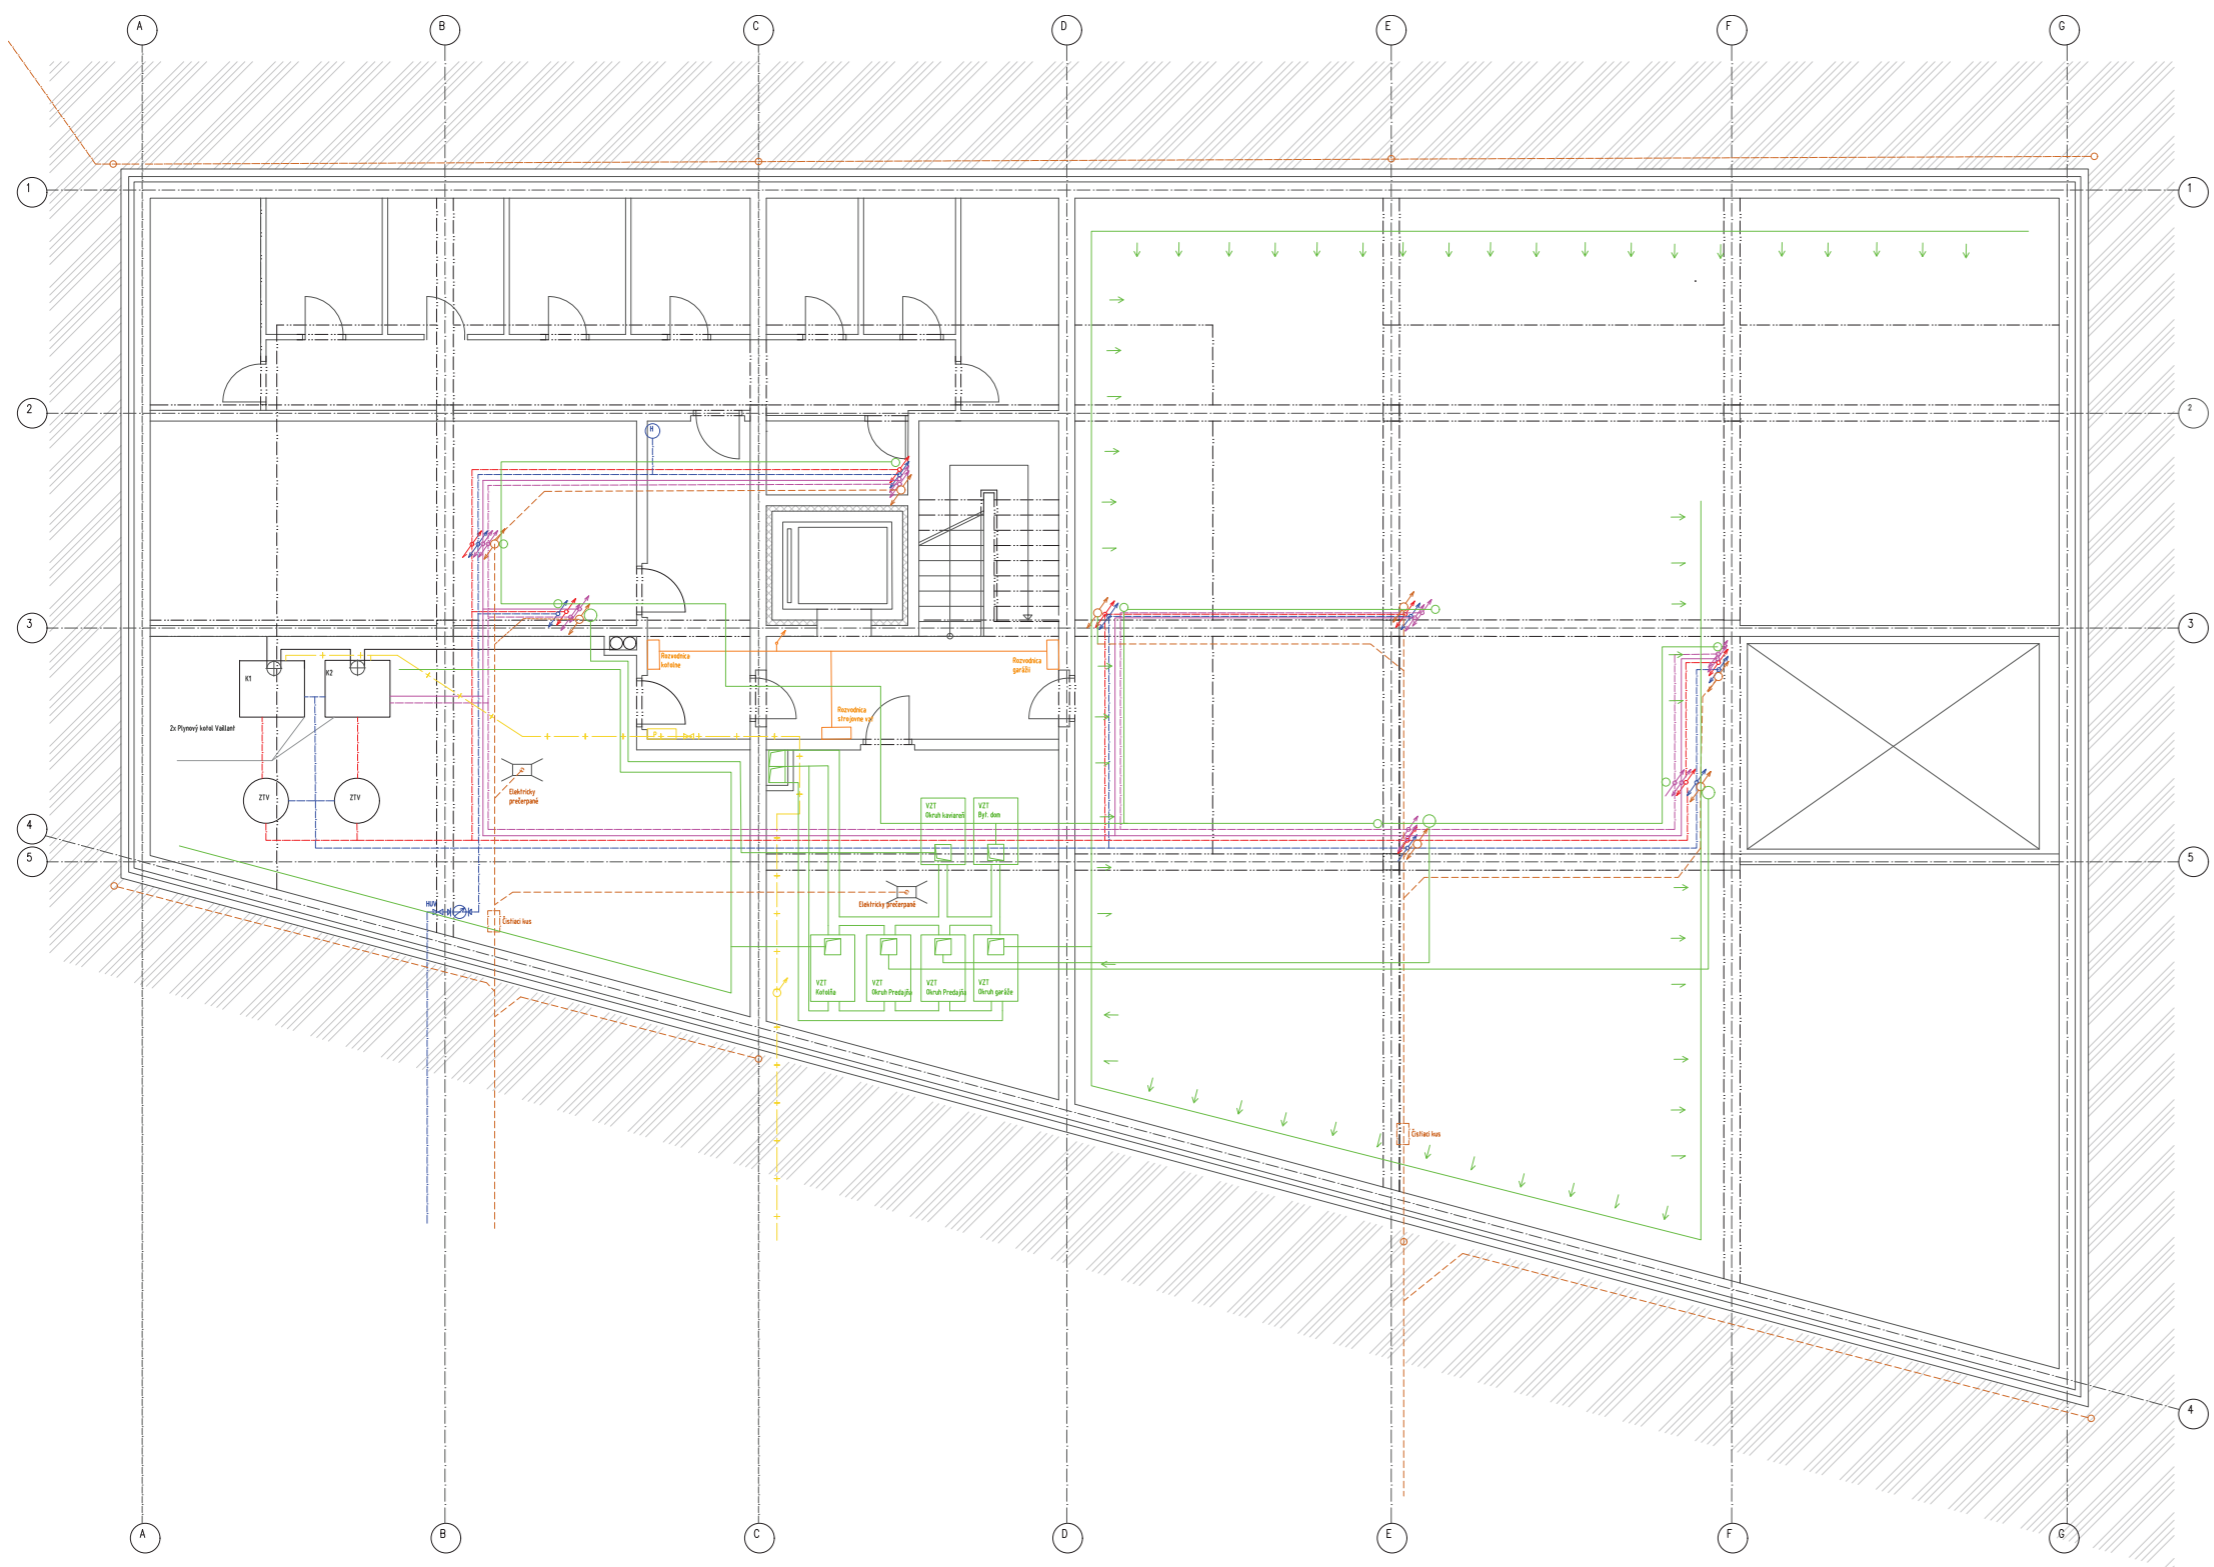 A B C D E F G
1 1
2 2
H
3 3
Rozvodnica
kotolne
Rozvodnica
garáží
K1 K2
Rozvodnica
strojovne vzt
2x Plynový kotol Vaillant
Elektricky
prečerpané
ZTV ZTV
VZT
Okruh kaviareň
VZT
Byt. dom
4
5 5
HUV
Čistiaci kus
Elektricky prečerpané
VZT
Kotolňa
VZT
Okruh Predajňa
VZT
Okruh Predajňa
VZT
Okruh garáže
Čistiaci kus
4
A B C D E F G